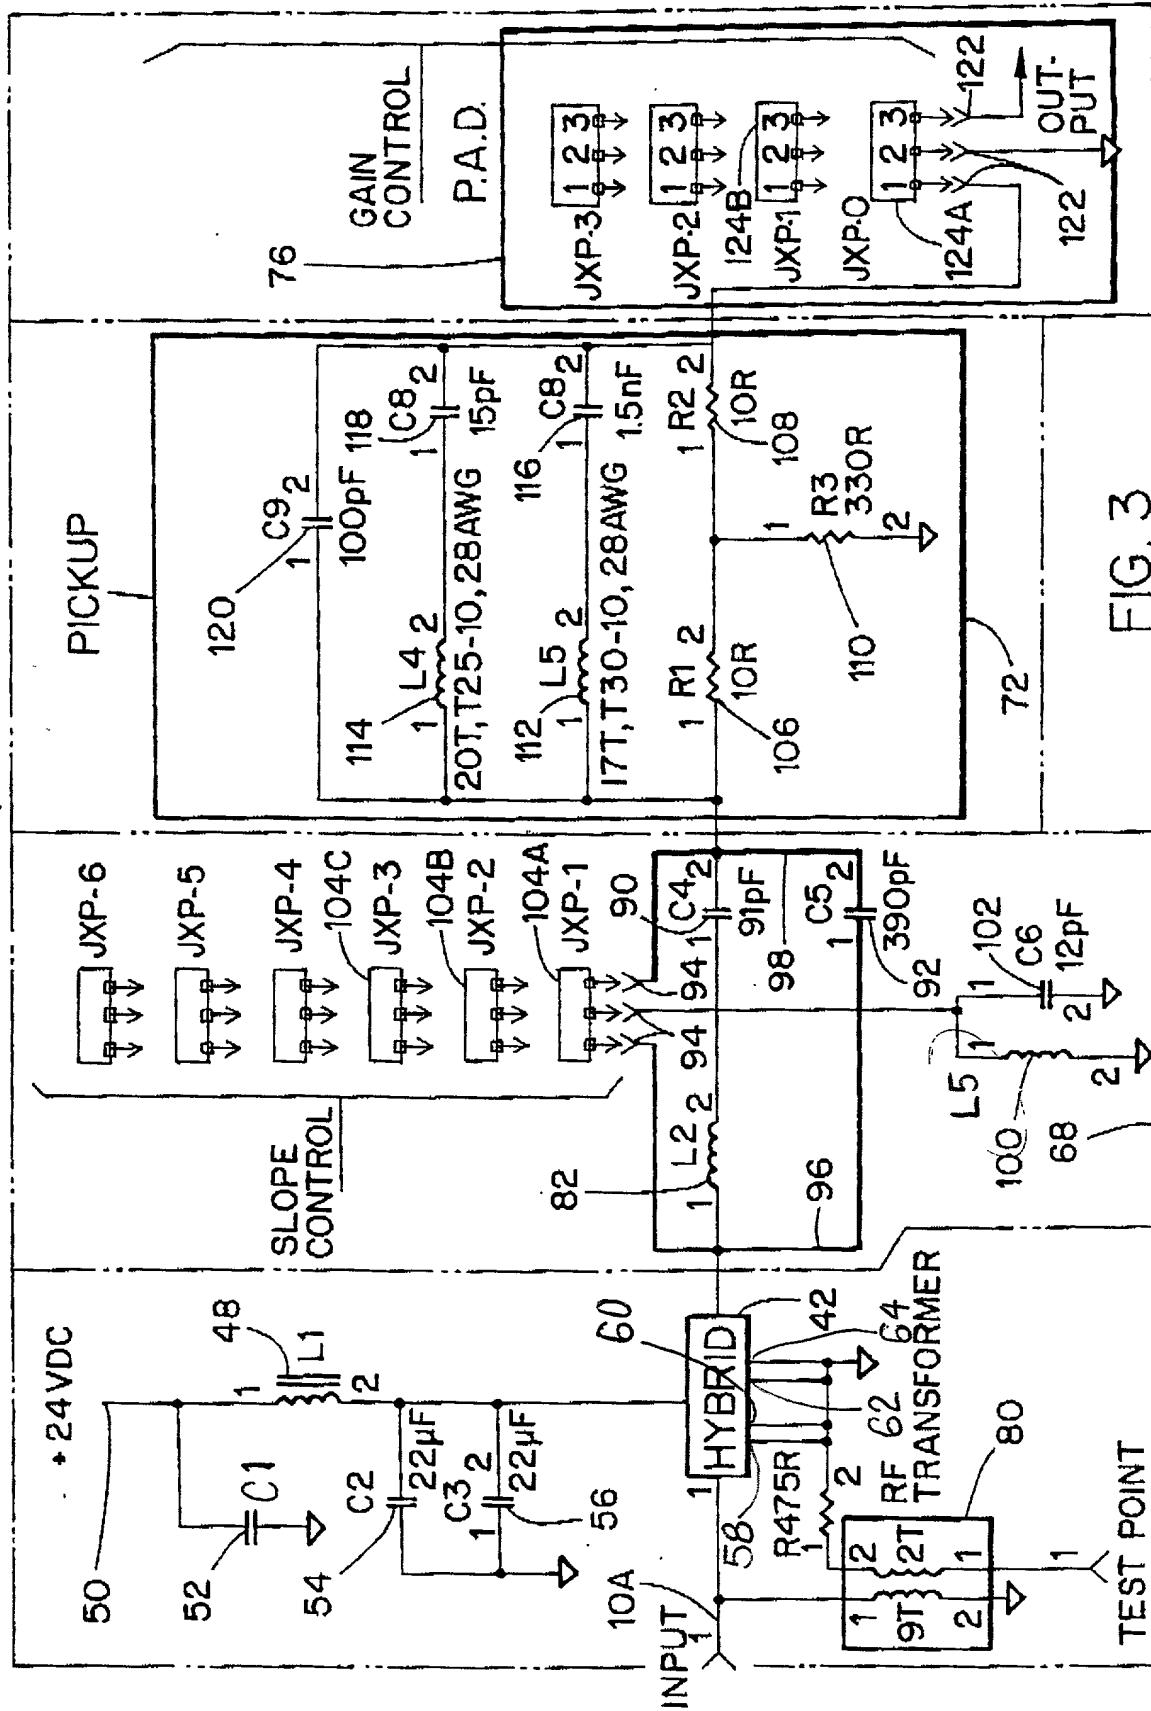 +24VDC
50
52
C1
1
48
L1
2
54
C2
22µF
1
C3
2
22µF
56
INPUT
1
10A
1
HYBRID
60
42
58
64
62
R475R
1
2
RF
TRANSFORMER
80
1
2
9T
2T
2
1
1
TEST POINT
SLOPE
CONTROL
JXP-6
JXP-5
JXP-4
104C
JXP-3
104B
JXP-2
104A
JXP-1
82
1
L2
2
94
94
90
1
C4
2
91pF
96
98
1
C5
2
390pF
92
L5
1
100
2
68
1
102
C6
12pF
2
PICKUP
120
1
C9
2
100pF
114
1
L4
2
20T,T25-10,28AWG
118
1
C8
2
15pF
112
1
L5
2
17T,T30-10,28AWG
116
1
C8
2
1.5nF
1
R1
2
10R
106
1
R2
2
10R
108
1
R3
330R
2
110
72
GAIN
CONTROL
P.A.D.
76
JXP-3
1 2 3
JXP-2
1 2 3
124B
JXP-1
1 2 3
JXP-0
1 2 3
124A
122
122
OUT-
PUT
FIG. 3